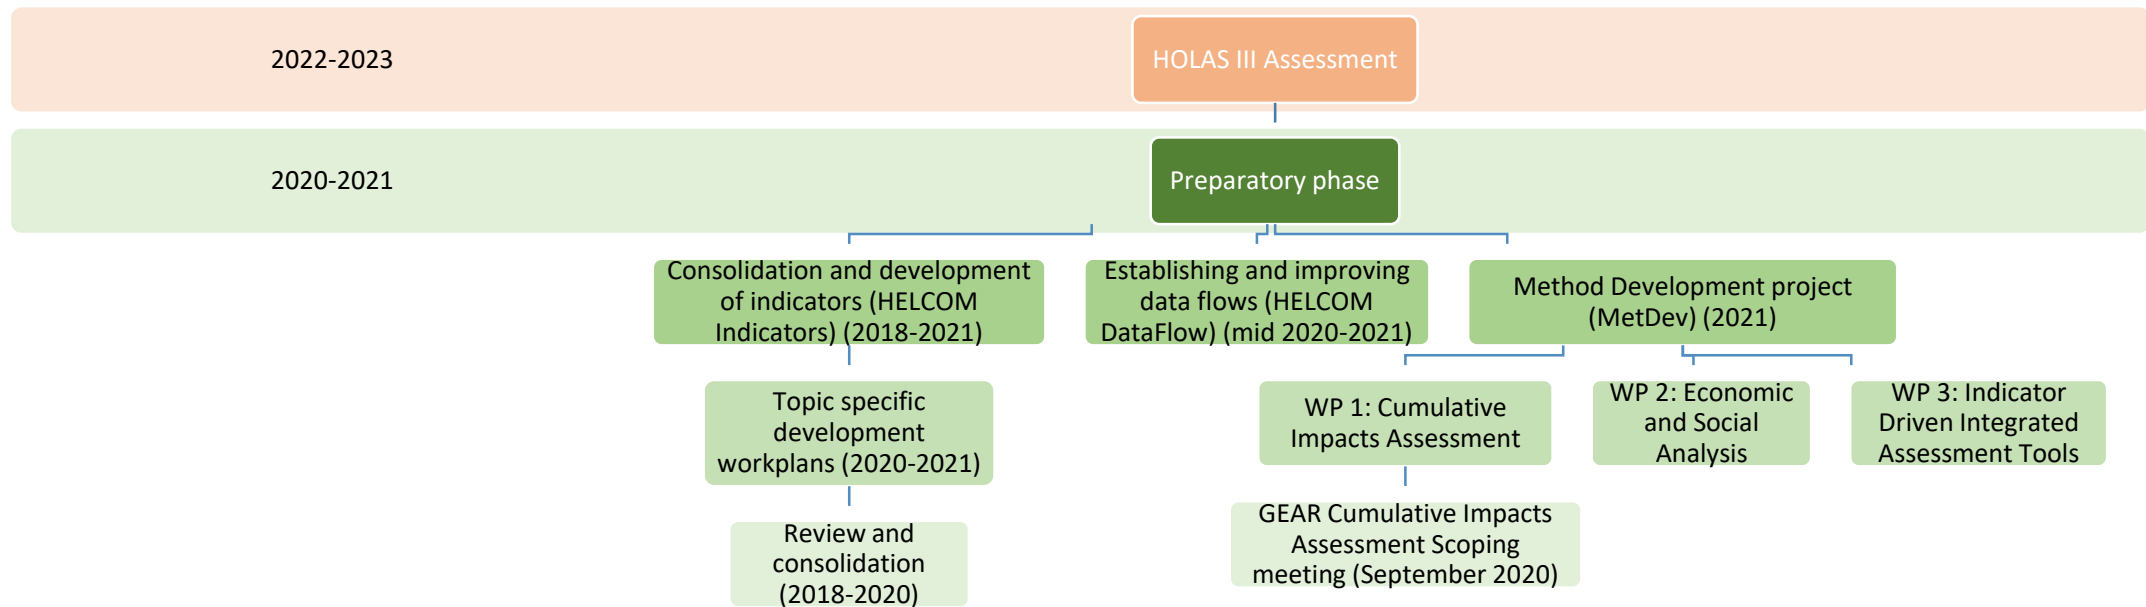 2022-2023
HOLAS III Assessment
2020-2021
Preparatory phase
Consolidation and development
of indicators (HELCOM
Indicators) (2018-2021)
Establishing and improving
data flows (HELCOM
DataFlow) (mid 2020-2021)
Method Development project
(MetDev) (2021)
Topic specific
development
workplans (2020-2021)
WP 1: Cumulative
Impacts Assessment
WP 2: Economic
and Social
Analysis
WP 3: Indicator
Driven Integrated
Assessment Tools
Review and
consolidation
(2018-2020)
GEAR Cumulative Impacts
Assessment Scoping
meeting (September 2020)